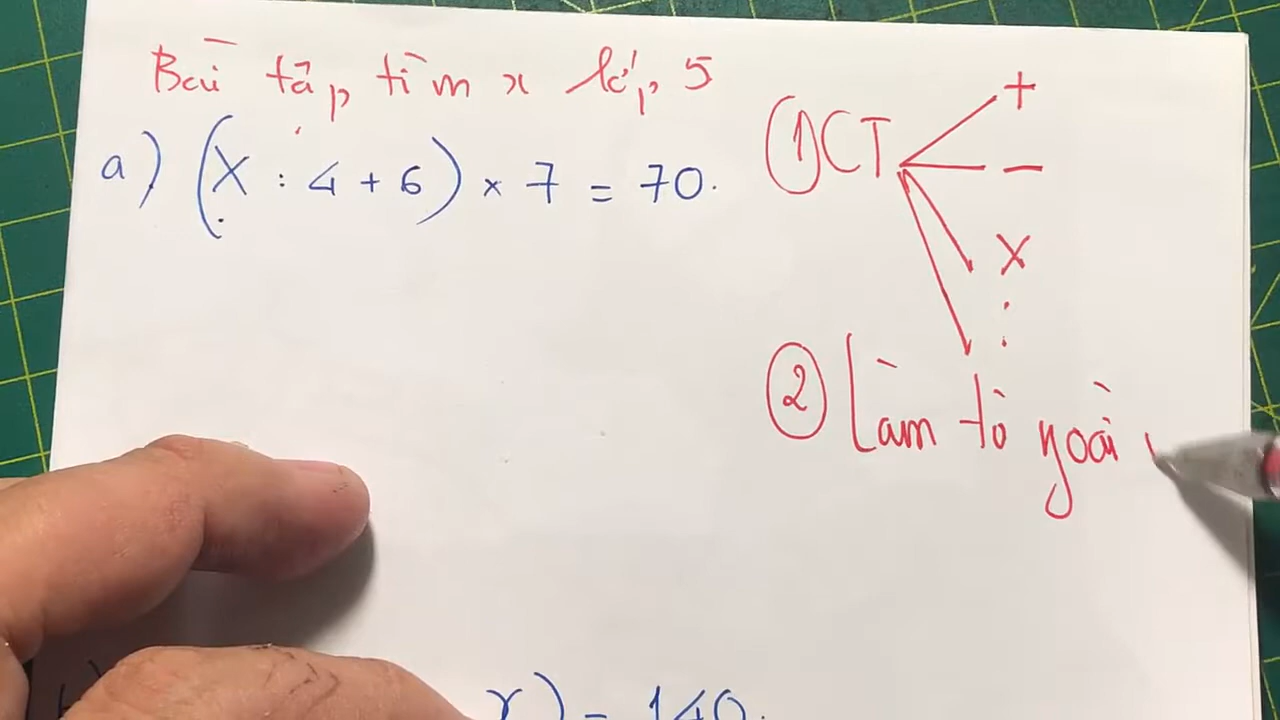 Bài tập tìm x lớp 5
a) (X : 4 + 6) × 7 = 70.
① CT + − × :
② Làm từ ngoài
x) = 140.